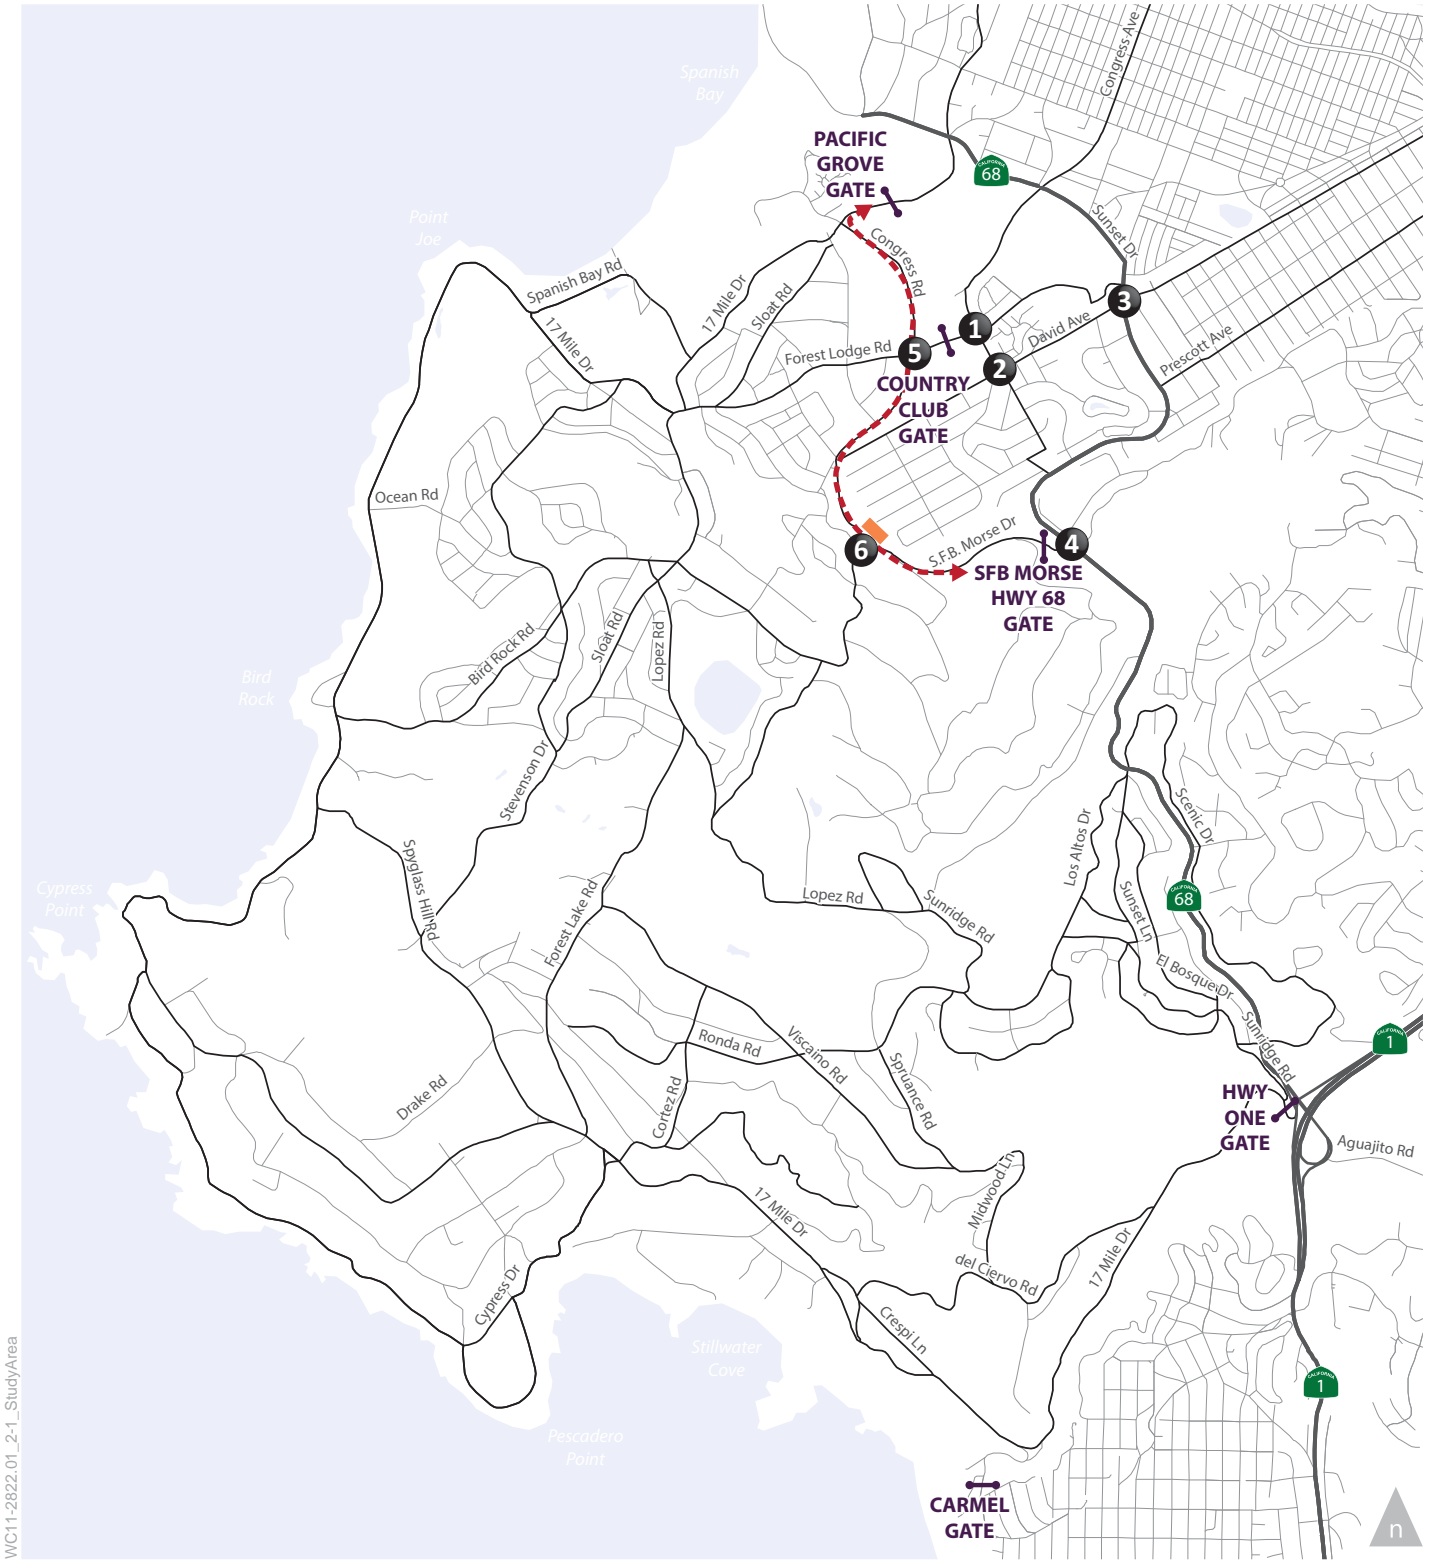 Spanish
Bay
Congress Ave
PACIFIC
GROVE
GATE
CALIFORNIA
68
Sunset Dr
Point
Joe
Congress Rd
Spanish Bay Rd
17 Mile Dr
Sloat Rd
17 Mile Dr
Forest Lodge Rd
1
2
3
David Ave
Prescott Ave
5
COUNTRY
CLUB
GATE
Ocean Rd
6
S.F.B. Morse Dr
4
SFB MORSE
HWY 68
GATE
Bird Rock Rd
Sloat Rd
Lopez Rd
Bird
Rock
Stevenson Dr
Scenic Dr
Los Altos Dr
Spyglass Hill Rd
Cypress
Point
Forest Lake Rd
Lopez Rd
Sunridge Rd
Sunset Ln
CALIFORNIA
68
El Bosque Dr
Sunridge Rd
CALIFORNIA
1
Ronda Rd
Viscaino Rd
Spruance Rd
Drake Rd
Cortez Rd
HWY
ONE
GATE
Aguajito Rd
Midwood Ln
17 Mile Dr
del Ciervo Rd
17 Mile Dr
Cypress Dr
Crespi Ln
Stillwater
Cove
CALIFORNIA
1
Pescadero
Point
CARMEL
GATE
n
WC11-2822.01_2-1_StudyArea